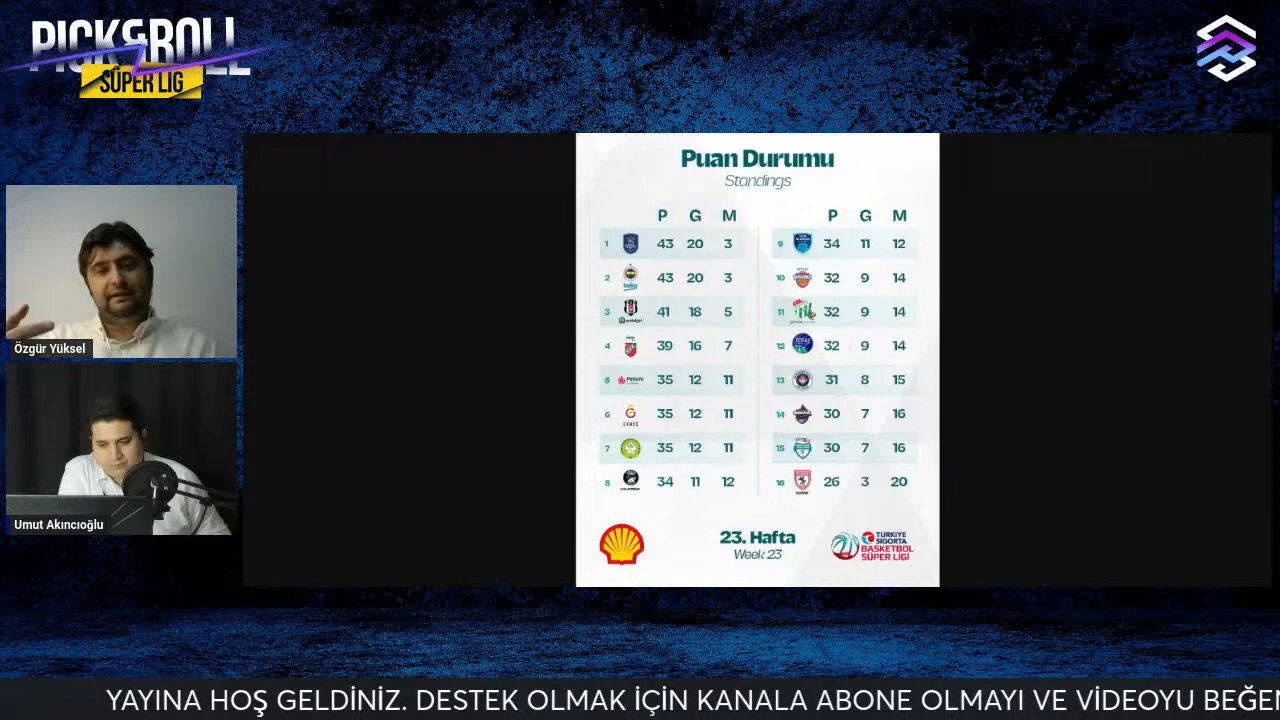 PICK&ROLL
SÜPER LIG
Özgür Yüksel
Umut Akıncıoğlu
Puan Durumu
Standings
P G M
1 43 20 3
2 beko 43 20 3
3 41 18 5
4 39 16 7
5 Petkim 35 12 11
6 35 12 11
7 35 12 11
8 34 11 12
P G M
9 34 11 12
10 32 9 14
11 32 9 14
12 32 9 14
13 31 8 15
14 30 7 16
15 30 7 16
16 26 3 20
23. Hafta
Week 23
TÜRKİYE
SİGORTA
BASKETBOL
SÜPER LİGİ
YAYINA HOŞ GELDİNİZ. DESTEK OLMAK İÇİN KANALA ABONE OLMAYI VE VİDEOYU BEĞE